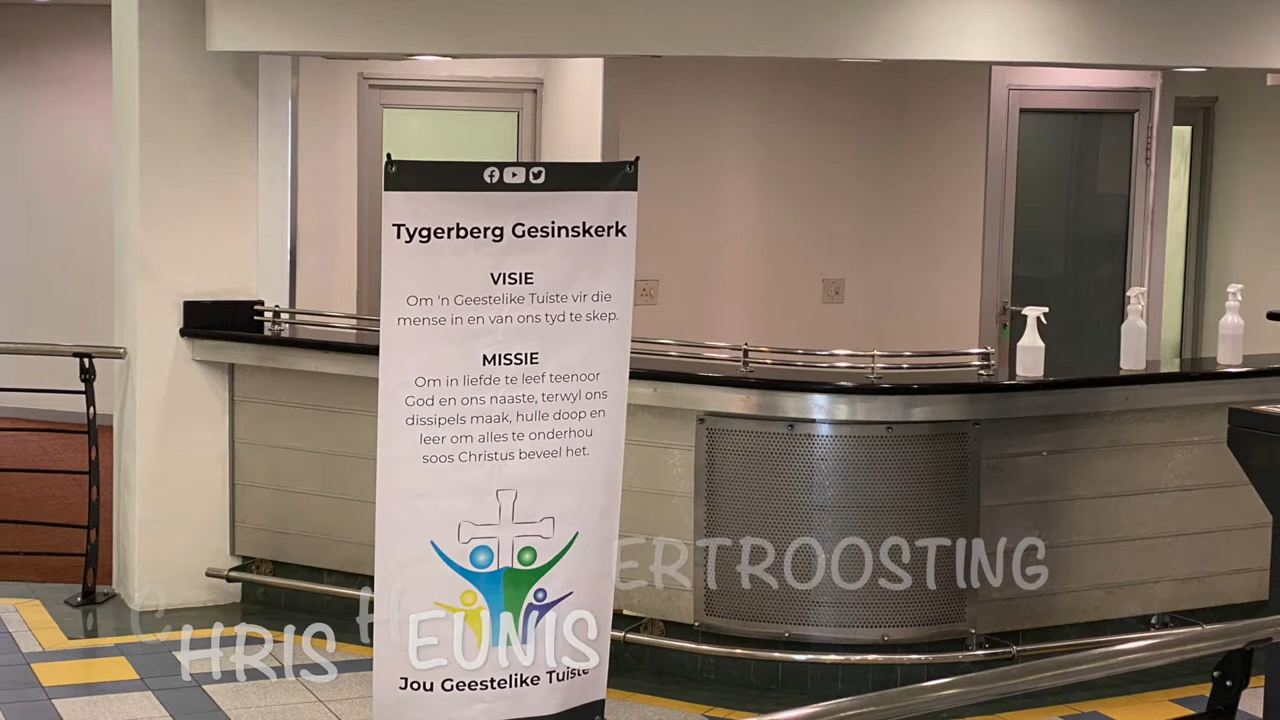 Tygerberg Gesinskerk
VISIE
Om 'n Geestelike Tuiste vir die
mense in en van ons tyd te skep.
MISSIE
Om in liefde te leef teenoor
God en ons naaste, terwyl ons
dissipels maak, hulle doop en
leer om alles te onderhou
soos Christus beveel het.
ERTROOSTING
CHRIS HEUNIS
Jou Geestelike Tuiste